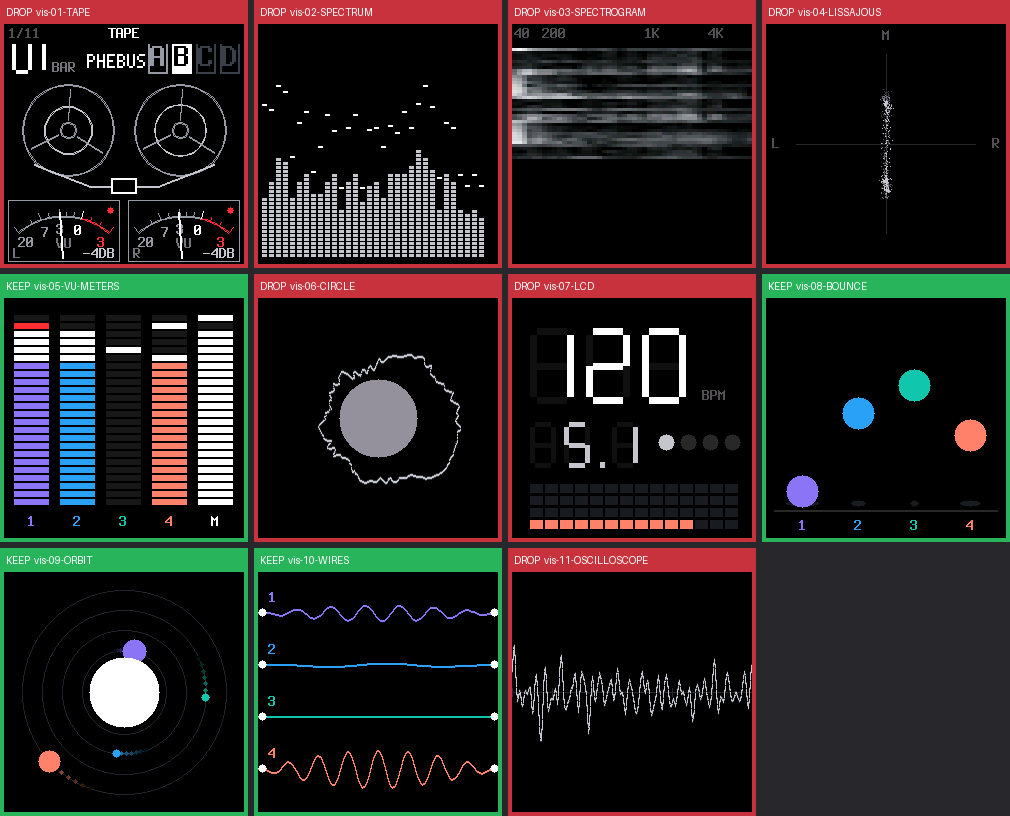 DROP vis-01-TAPE
1/11
TAPE
BAR
PHEBUS A B C D
20 7 3 0 3
VU
L -4DB
20 7 3 0 3
VU
R -4DB
DROP vis-02-SPECTRUM
DROP vis-03-SPECTROGRAM
40 200 1K 4K
DROP vis-04-LISSAJOUS
M
L R
KEEP vis-05-VU-METERS
1 2 3 4 M
DROP vis-06-CIRCLE
DROP vis-07-LCD
120 BPM
5.1
KEEP vis-08-BOUNCE
1 2 3 4
KEEP vis-09-ORBIT
KEEP vis-10-WIRES
1
2
3
4
DROP vis-11-OSCILLOSCOPE